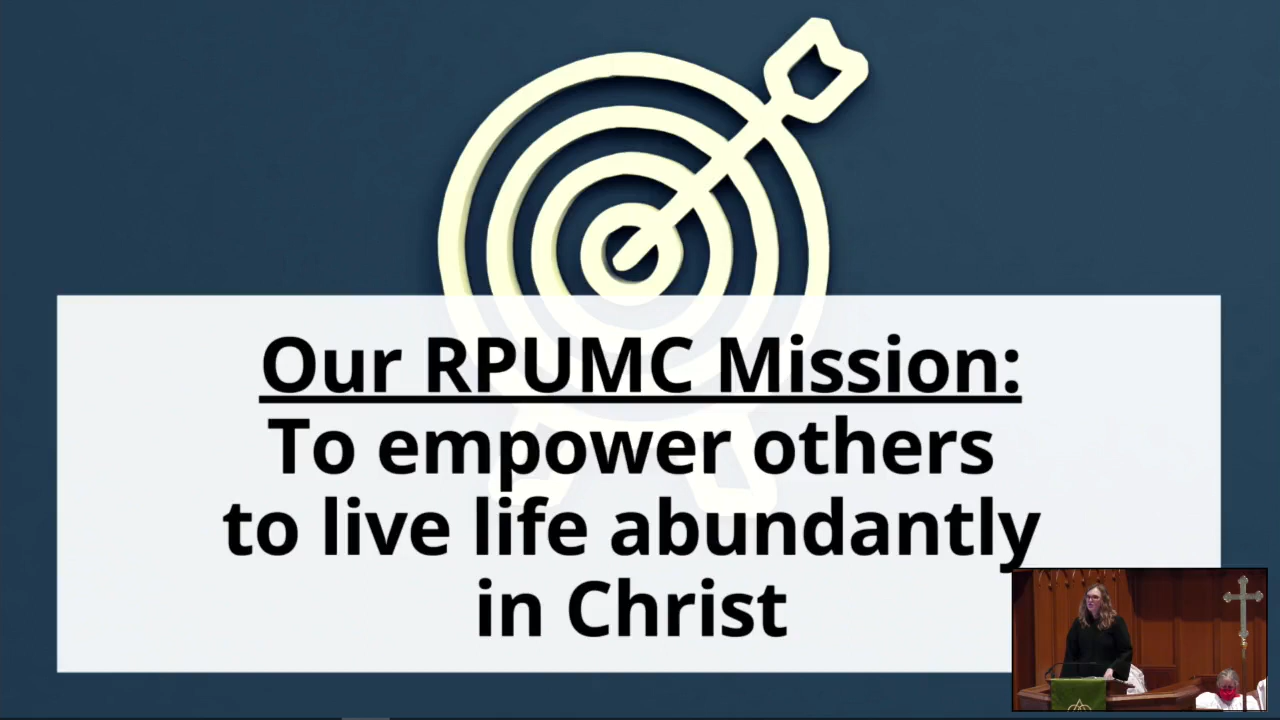 Our RPUMC Mission:
To empower others
to live life abundantly
in Christ